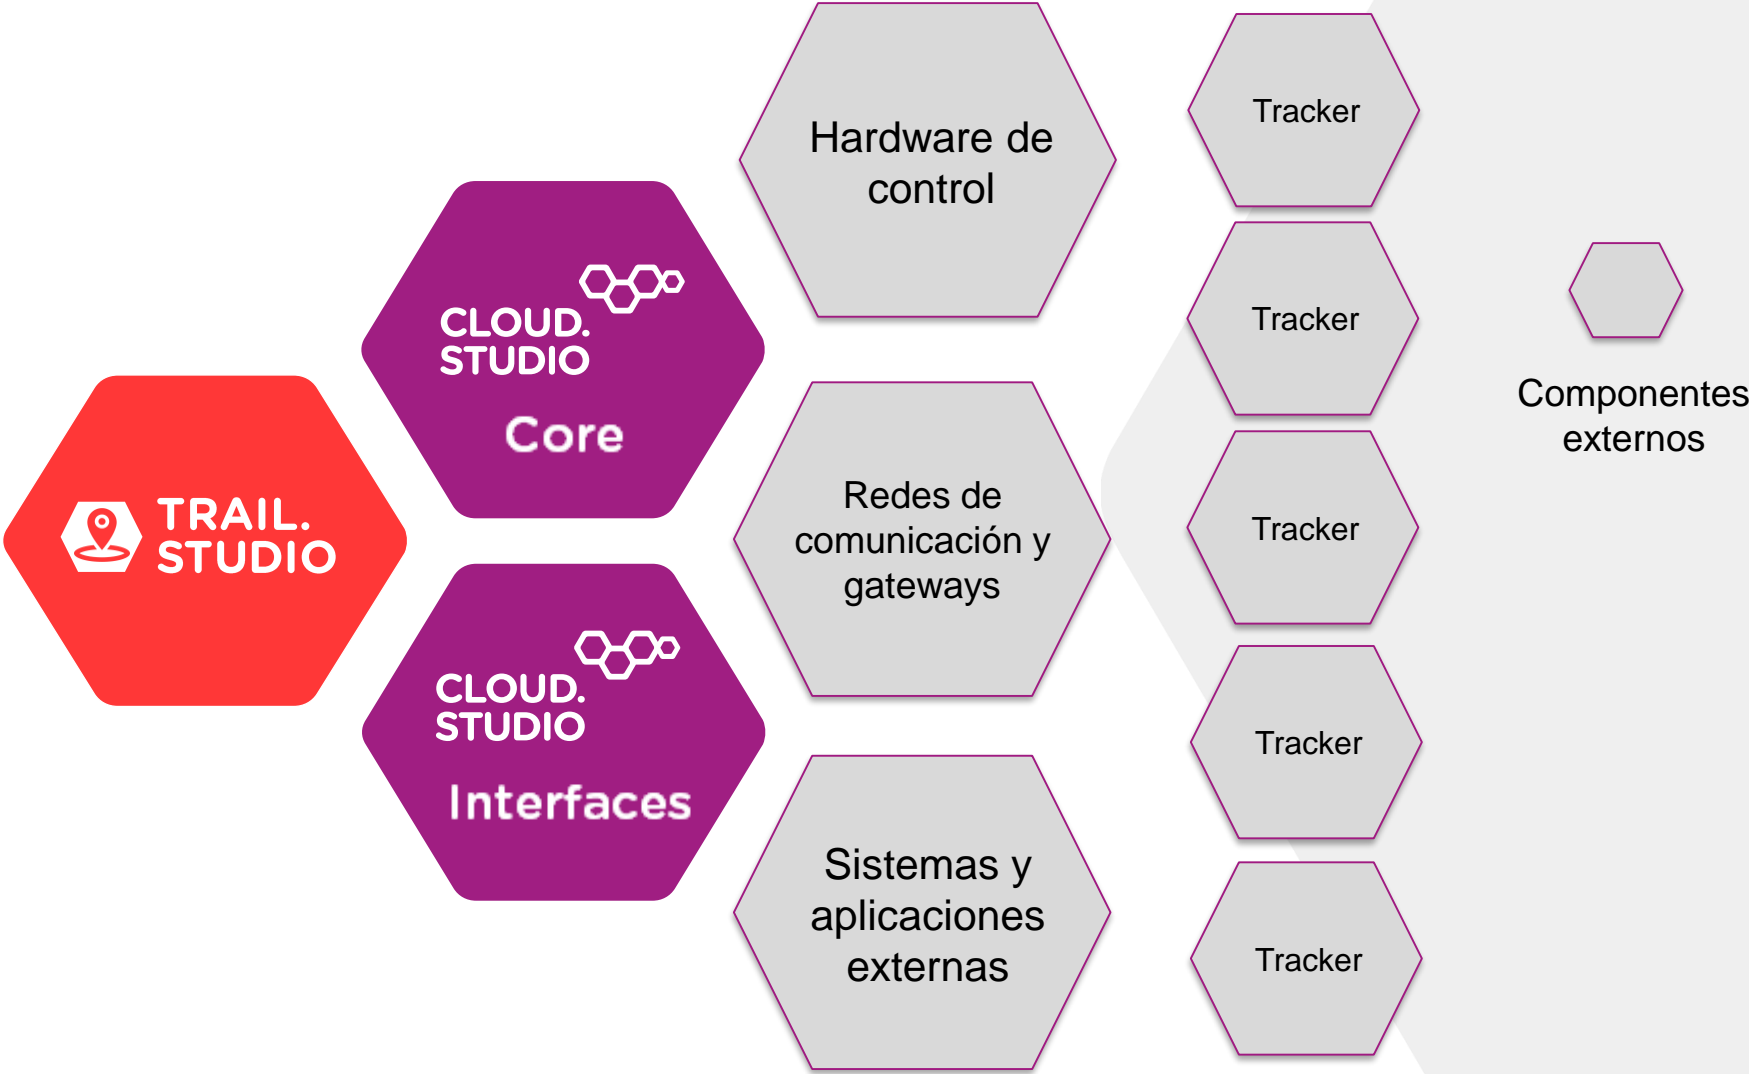 TRAIL.
STUDIO
CLOUD.
STUDIO
Core
CLOUD.
STUDIO
Interfaces
Hardware de
control
Redes de
comunicación y
gateways
Sistemas y
aplicaciones
externas
Tracker
Tracker
Tracker
Tracker
Tracker
Componentes
externos